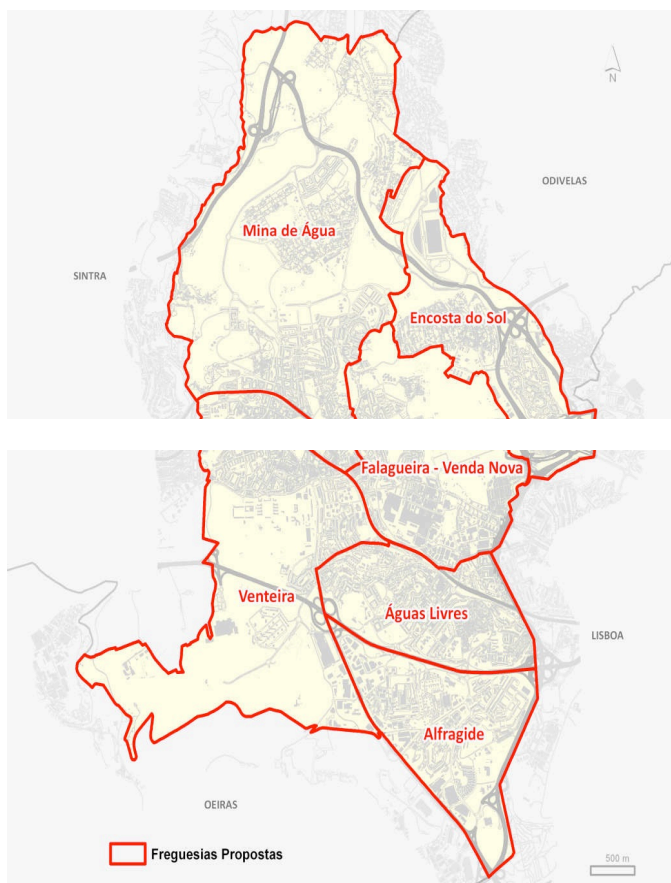 N
ODIVELAS
Mina de Água
SINTRA
Encosta do Sol
Falagueira - Venda Nova
Venteira
Águas Livres
LISBOA
Alfragide
OEIRAS
Freguesias Propostas
500 m